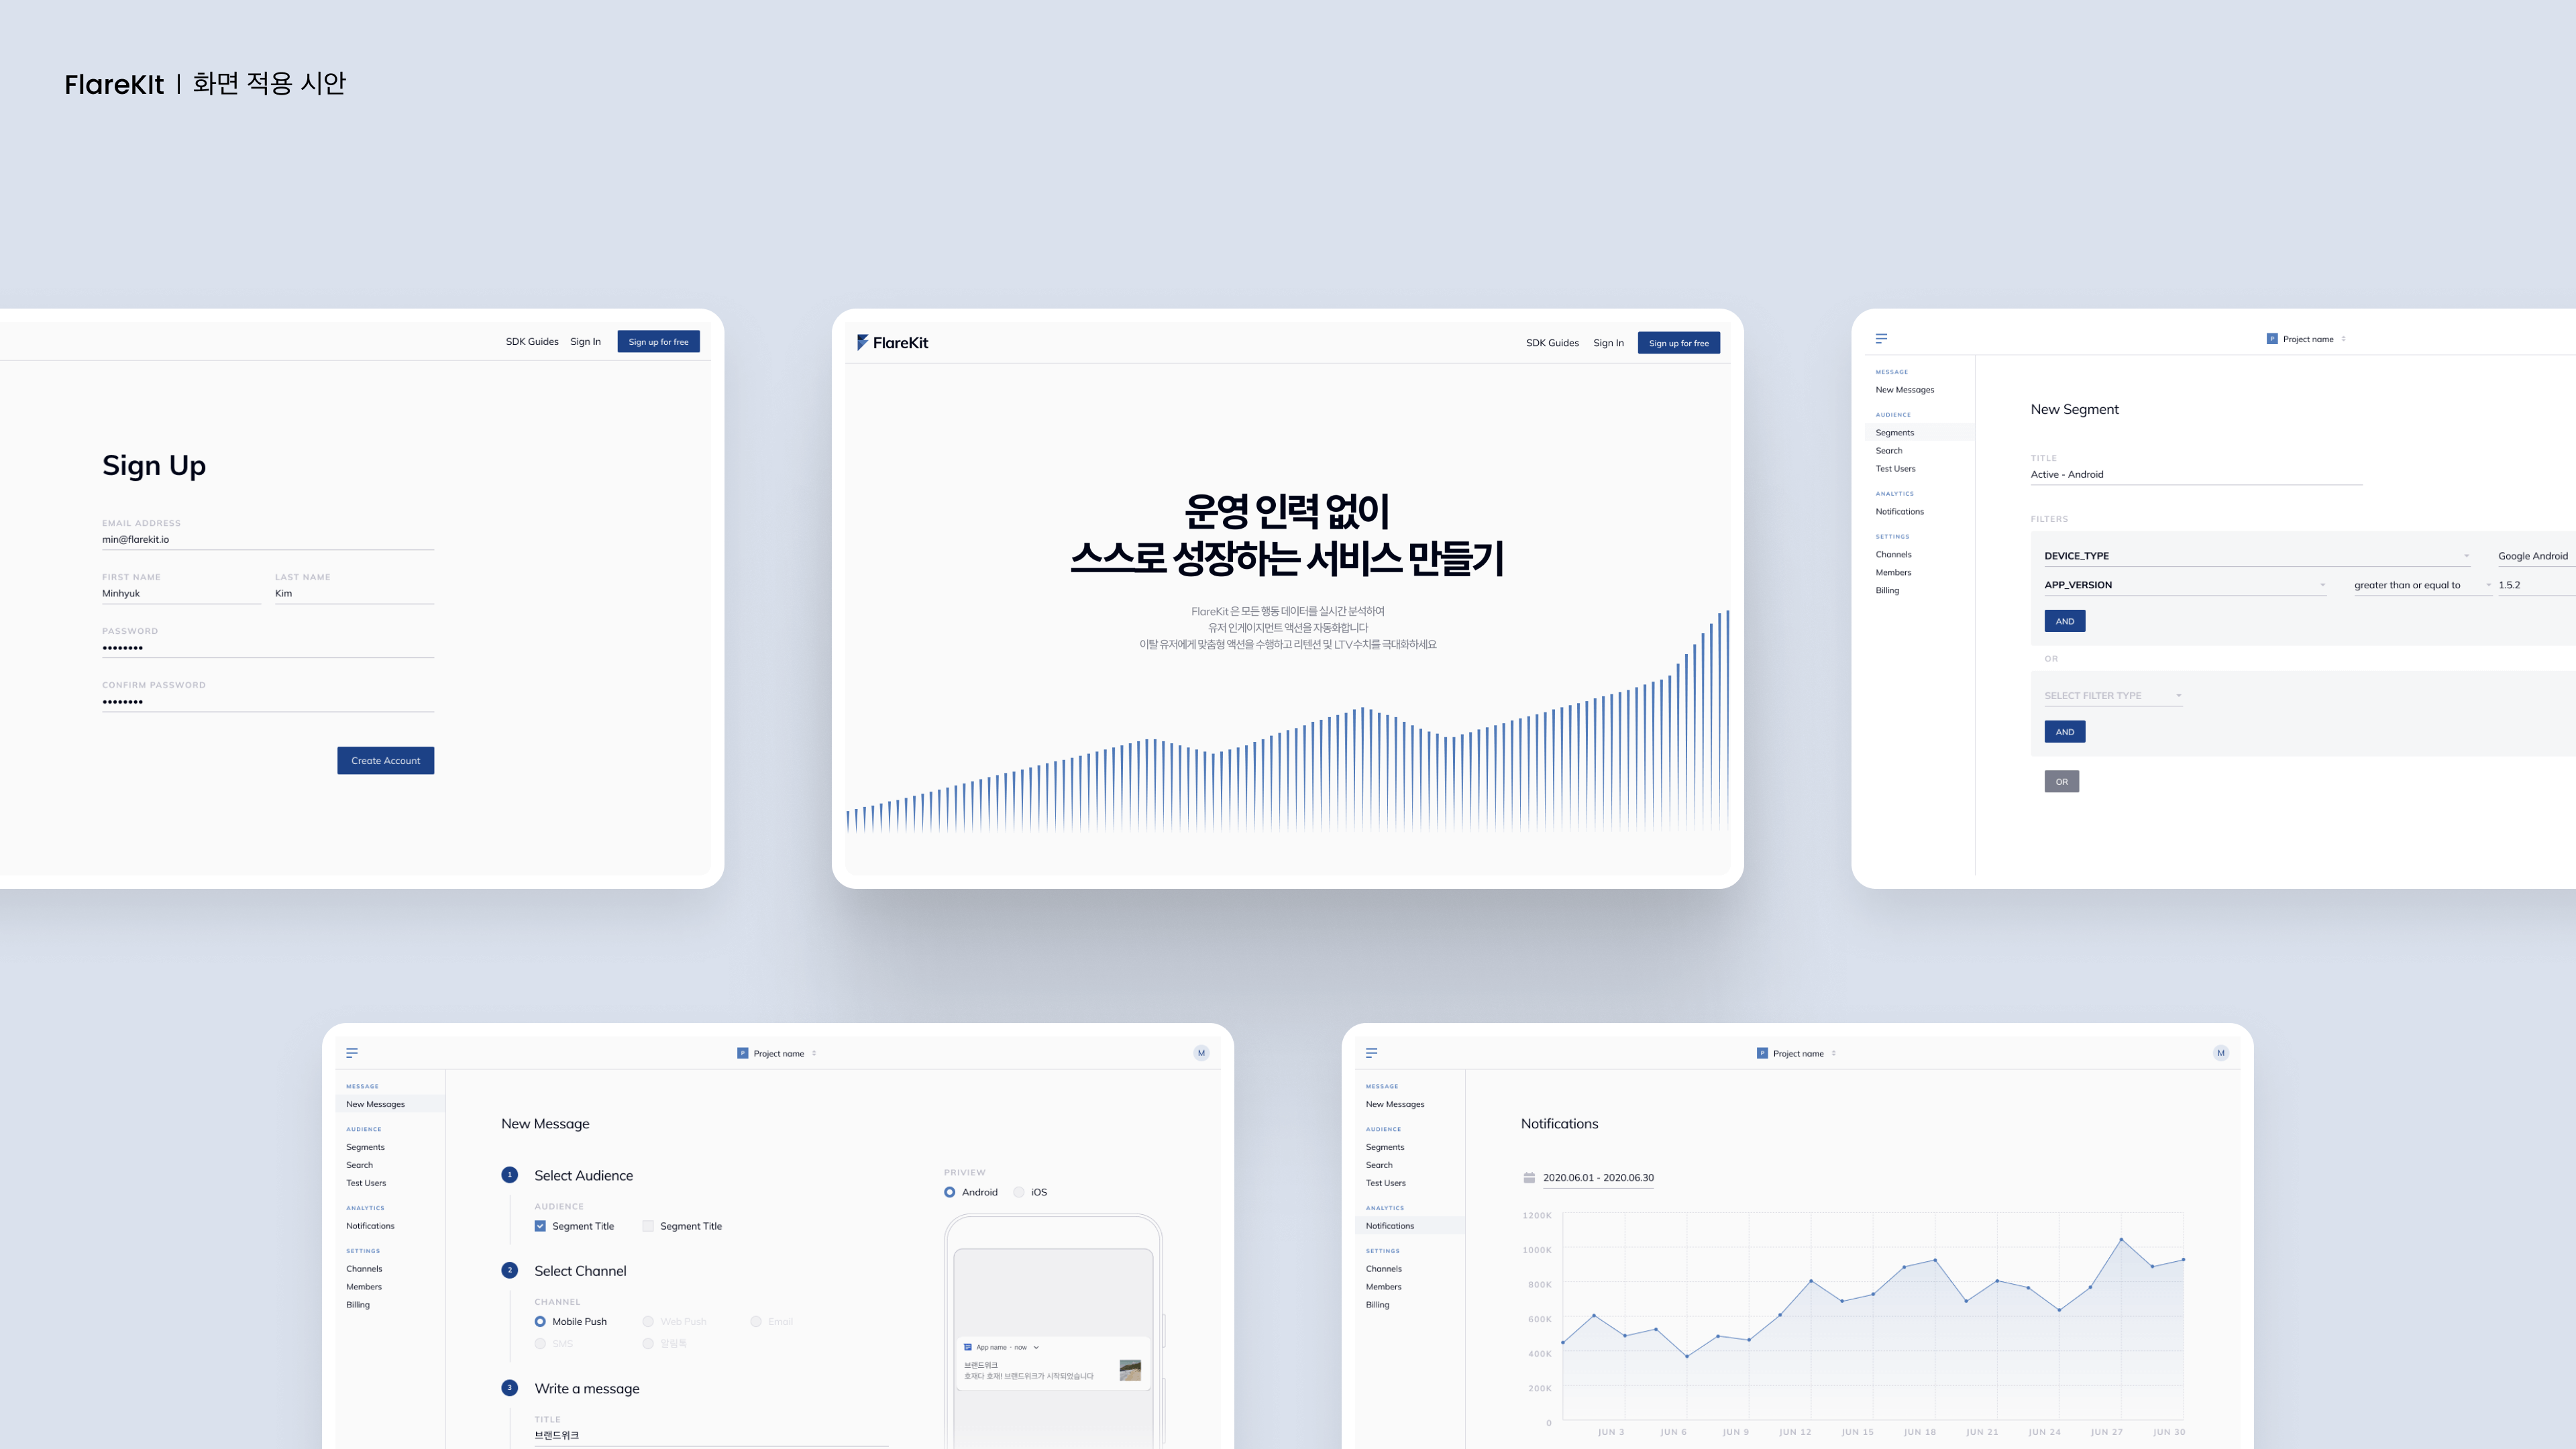 FlareKIt | 화면 적용 시안
SDK Guides Sign In Sign up for free
Sign Up
EMAIL ADDRESS
min@flarekit.io
FIRST NAME LAST NAME
Minhyuk Kim
PASSWORD
••••••••
CONFIRM PASSWORD
••••••••
Create Account
FlareKit SDK Guides Sign In Sign up for free
운영 인력 없이
스스로 성장하는 서비스 만들기
FlareKit 은 모든 행동 데이터를 실시간 분석하여
유저 인게이지먼트 액션을 자동화합니다
이탈 유저에게 맞춤형 액션을 수행하고 리텐션 및 LTV수치를 극대화하세요
P Project name
MESSAGE
New Messages
AUDIENCE
Segments
Search
Test Users
ANALYTICS
Notifications
SETTINGS
Channels
Members
Billing
New Segment
TITLE
Active - Android
FILTERS
DEVICE_TYPE Google Android
APP_VERSION greater than or equal to 1.5.2
AND
OR
SELECT FILTER TYPE
AND
OR
P Project name M
MESSAGE
New Messages
AUDIENCE
Segments
Search
Test Users
ANALYTICS
Notifications
SETTINGS
Channels
Members
Billing
New Message
1 Select Audience
AUDIENCE
Segment Title Segment Title
2 Select Channel
CHANNEL
Mobile Push Web Push Email
SMS 알림톡
3 Write a message
TITLE
브랜드위크
PRIVIEW
Android iOS
App name · now
브랜드위크
호재다 호재! 브랜드위크가 시작되었습니다
P Project name M
MESSAGE
New Messages
AUDIENCE
Segments
Search
Test Users
ANALYTICS
Notifications
SETTINGS
Channels
Members
Billing
Notifications
2020.06.01 - 2020.06.30
1200K
1000K
800K
600K
400K
200K
0
JUN 3 JUN 6 JUN 9 JUN 12 JUN 15 JUN 18 JUN 21 JUN 24 JUN 27 JUN 30